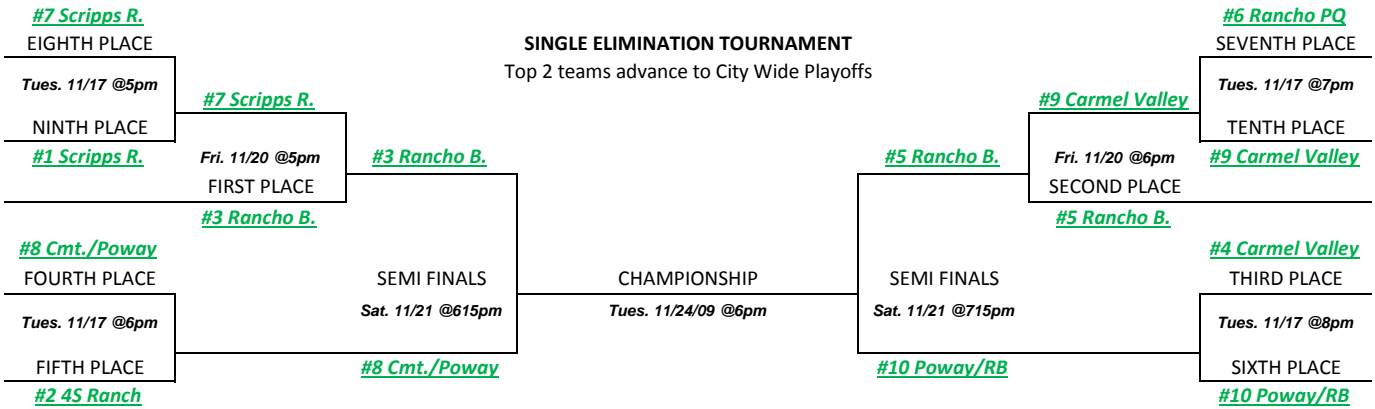 #7 Scripps R.
#6 Rancho PQ
EIGHTH PLACE
SINGLE ELIMINATION TOURNAMENT
SEVENTH PLACE
Top 2 teams advance to City Wide Playoffs
Tues. 11/17 @5pm
Tues. 11/17 @7pm
#7 Scripps R.
#9 Carmel Valley
NINTH PLACE
TENTH PLACE
#1 Scripps R.
Fri. 11/20 @5pm
#3 Rancho B.
#5 Rancho B.
Fri. 11/20 @6pm
#9 Carmel Valley
FIRST PLACE
SECOND PLACE
#3 Rancho B.
#5 Rancho B.
#8 Cmt./Poway
#4 Carmel Valley
FOURTH PLACE
SEMI FINALS
CHAMPIONSHIP
SEMI FINALS
THIRD PLACE
Tues. 11/17 @6pm
Sat. 11/21 @615pm
Tues. 11/24/09 @6pm
Sat. 11/21 @715pm
Tues. 11/17 @8pm
FIFTH PLACE
#8 Cmt./Poway
#10 Poway/RB
SIXTH PLACE
#2 4S Ranch
#10 Poway/RB